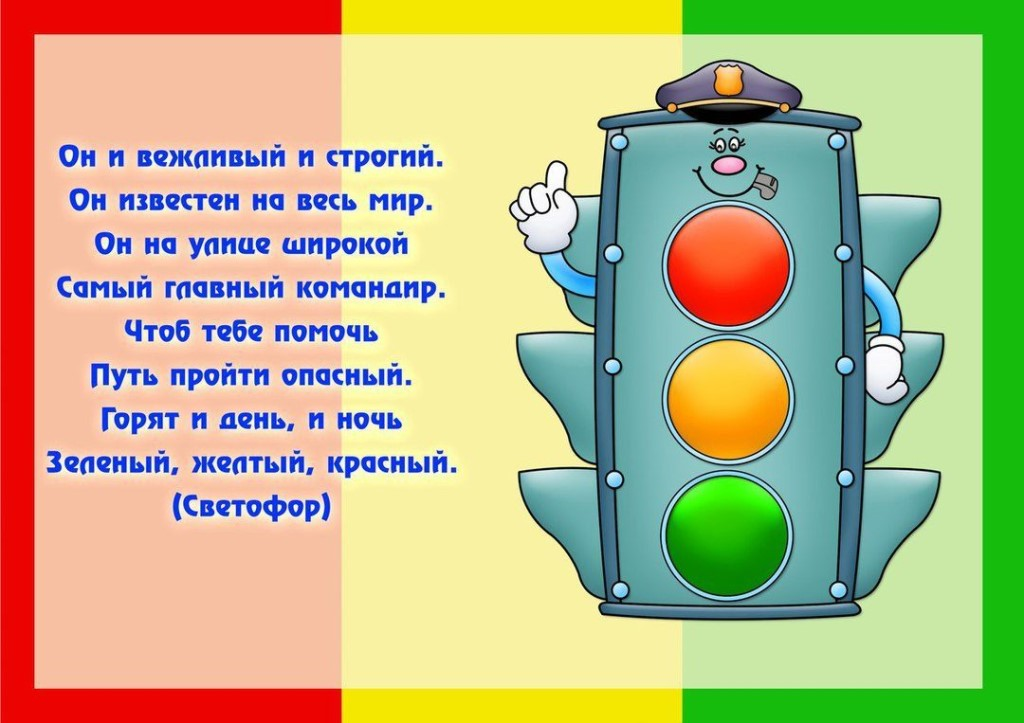 Он и вежливый и строгий.
Он известен на весь мир.
Он на улице широкой
Самый главный командир.
Чтоб тебе помочь
Путь пройти опасный.
Горят и день, и ночь
Зеленый, желтый, красный.
(Светофор)